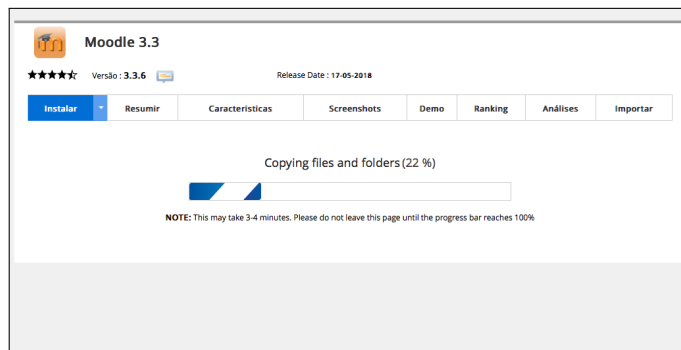 Moodle 3.3
Versão : 3.3.6 Release Date : 17-05-2018
Instalar Resumir Caracteristicas Screenshots Demo Ranking Análises Importar
Copying files and folders (22 %)
NOTE: This may take 3-4 minutes. Please do not leave this page until the progress bar reaches 100%